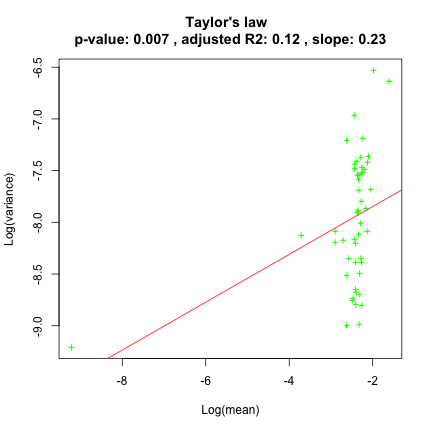 Taylor's law
p-value: 0.007 , adjusted R2: 0.12 , slope: 0.23
Log(variance)
-6.5
-7.0
-7.5
-8.0
-8.5
-9.0
-8
-6
-4
-2
Log(mean)